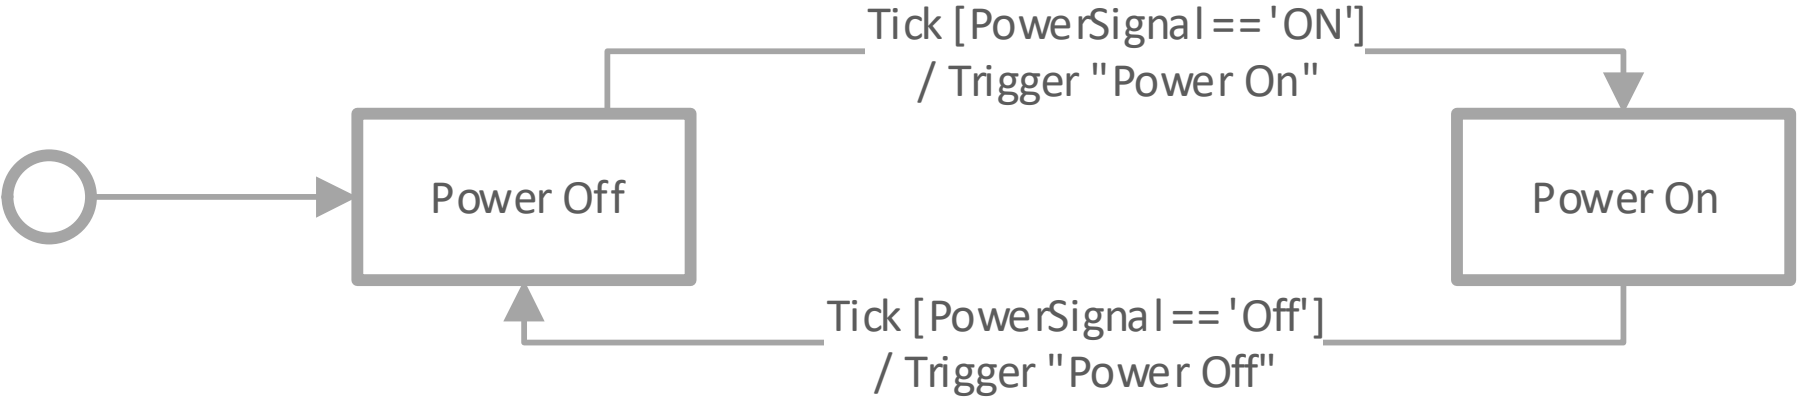 Tick [PowerSignal == 'ON']
/ Trigger "Power On"
Power Off
Power On
Tick [PowerSignal == 'Off']
/ Trigger "Power Off"